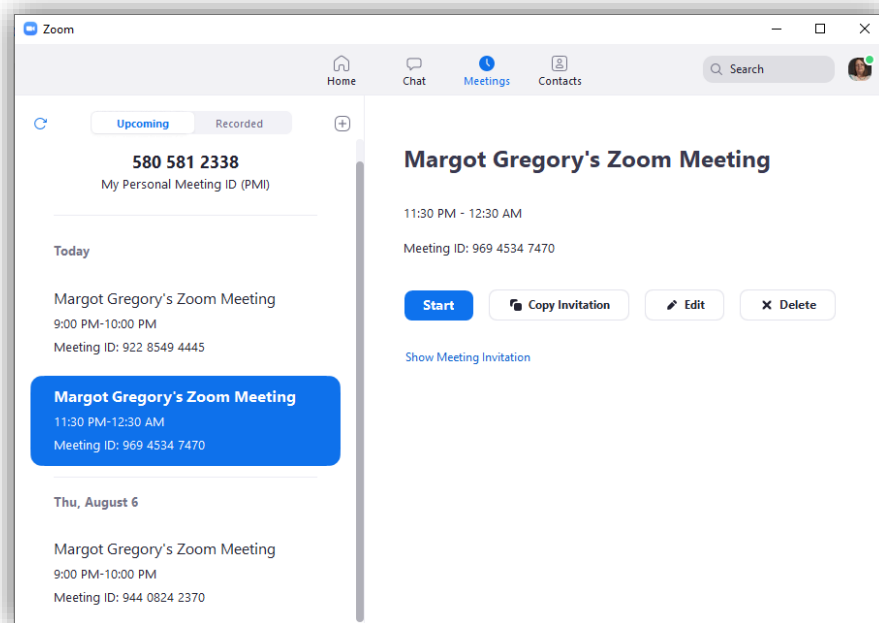 Zoom
Home
Chat
Meetings
Contacts
Search
Upcoming
Recorded
580 581 2338
My Personal Meeting ID (PMI)
Today
Margot Gregory's Zoom Meeting
9:00 PM-10:00 PM
Meeting ID: 922 8549 4445
Margot Gregory's Zoom Meeting
11:30 PM-12:30 AM
Meeting ID: 969 4534 7470
Thu, August 6
Margot Gregory's Zoom Meeting
9:00 PM-10:00 PM
Meeting ID: 944 0824 2370
Margot Gregory's Zoom Meeting
11:30 PM - 12:30 AM
Meeting ID: 969 4534 7470
Start
Copy Invitation
Edit
Delete
Show Meeting Invitation